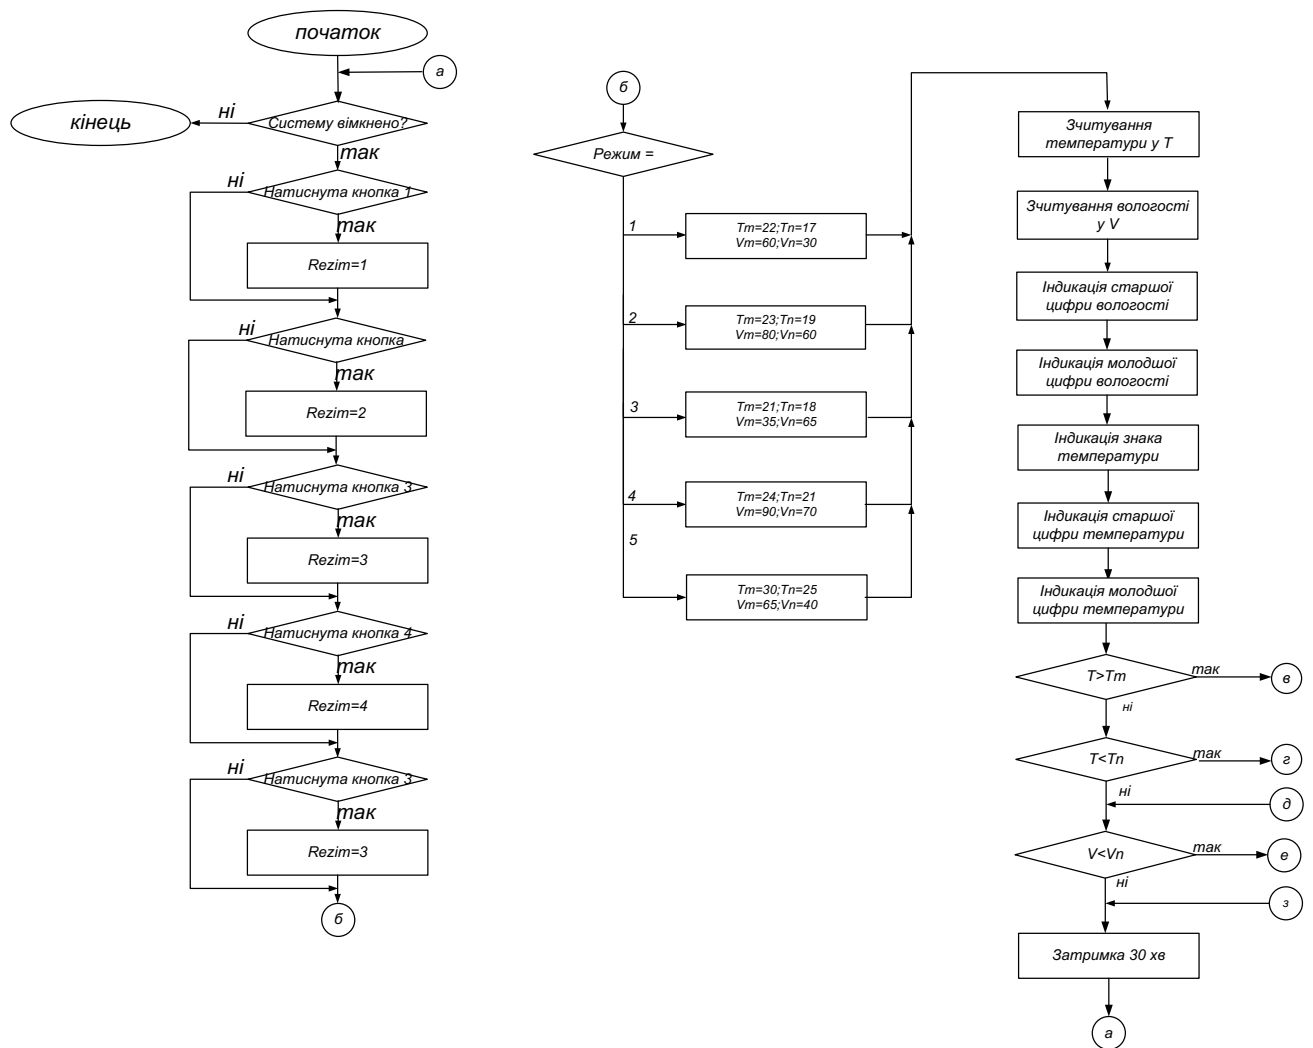 початок
а
Систему вімкнено?
ні
кінець
так
Натиснута кнопка 1
ні
так
Rezim=1
Натиснута кнопка
ні
так
Rezim=2
Натиснута кнопка 3
ні
так
Rezim=3
Натиснута кнопка 4
ні
так
Rezim=4
Натиснута кнопка 3
ні
так
Rezim=3
б
б
Режим =
1
Tm=22;Tn=17
Vm=60;Vn=30
2
Tm=23;Tn=19
Vm=80;Vn=60
3
Tm=21;Tn=18
Vm=35;Vn=65
4
Tm=24;Tn=21
Vm=90;Vn=70
5
Tm=30;Tn=25
Vm=65;Vn=40
Зчитування
температури у T
Зчитування вологості
у V
Індикація старшої
цифри вологості
Індикація молодшої
цифри вологості
Індикація знака
температури
Індикація старшої
цифри температури
Індикація молодшої
цифри температури
T>Tm
так
в
ні
T<Tn
так
г
ні
д
V<Vn
так
е
ні
з
Затримка 30 хв
а